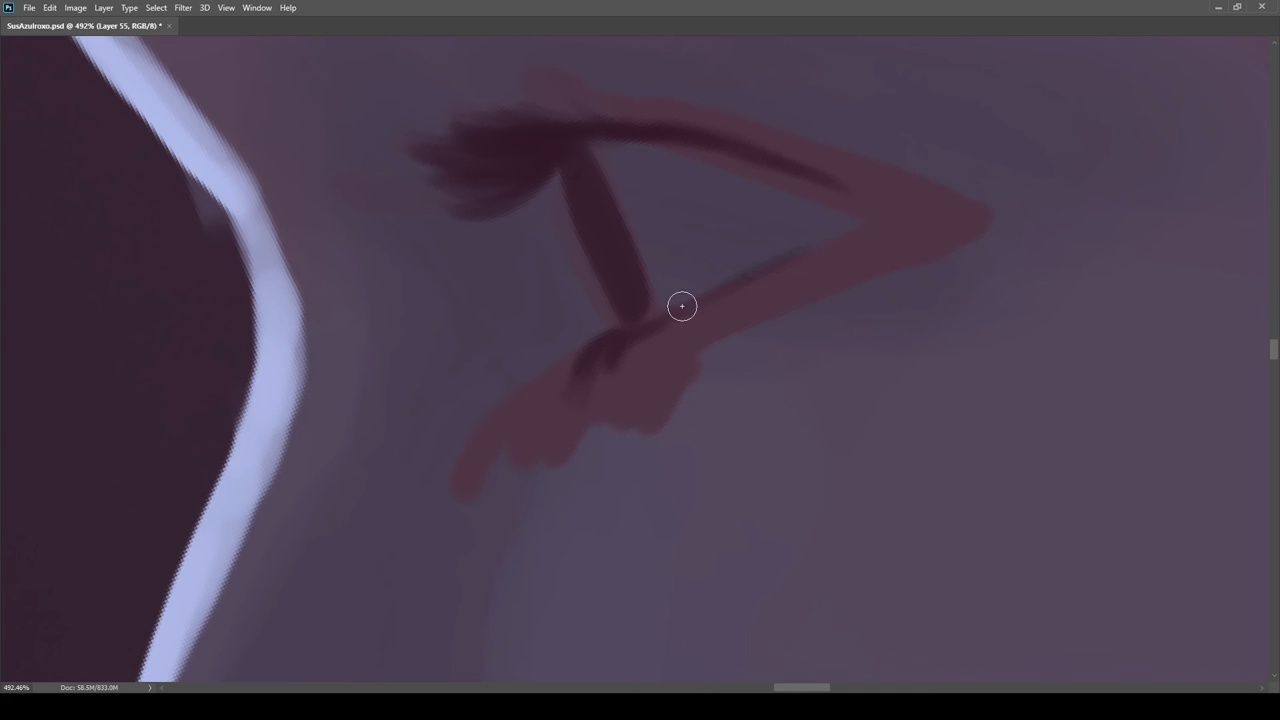 Ps File Edit Image Layer Type Select Filter 3D View Window Help
SusAzulroxo.psd @ 492% (Layer 55, RGB/8) * ×
492.46% Doc: 58.5M/833.0M